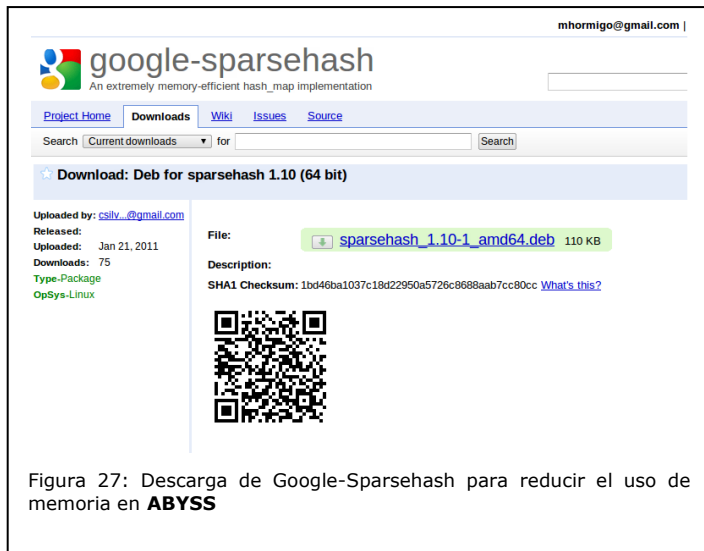 mhormigo@gmail.com |
google-sparsehash
An extremely memory-efficient hash_map implementation
Project Home Downloads Wiki Issues Source
Search Current downloads for Search
Download: Deb for sparsehash 1.10 (64 bit)
Uploaded by: csilv...@gmail.com
Released:
Uploaded: Jan 21, 2011
Downloads: 75
Type-Package
OpSys-Linux
File: sparsehash_1.10-1_amd64.deb 110 KB
Description:
SHA1 Checksum: 1bd46ba1037c18d22950a5726c8688aab7cc80cc What's this?
Figura 27: Descarga de Google-Sparsehash para reducir el uso de
memoria en ABYSS